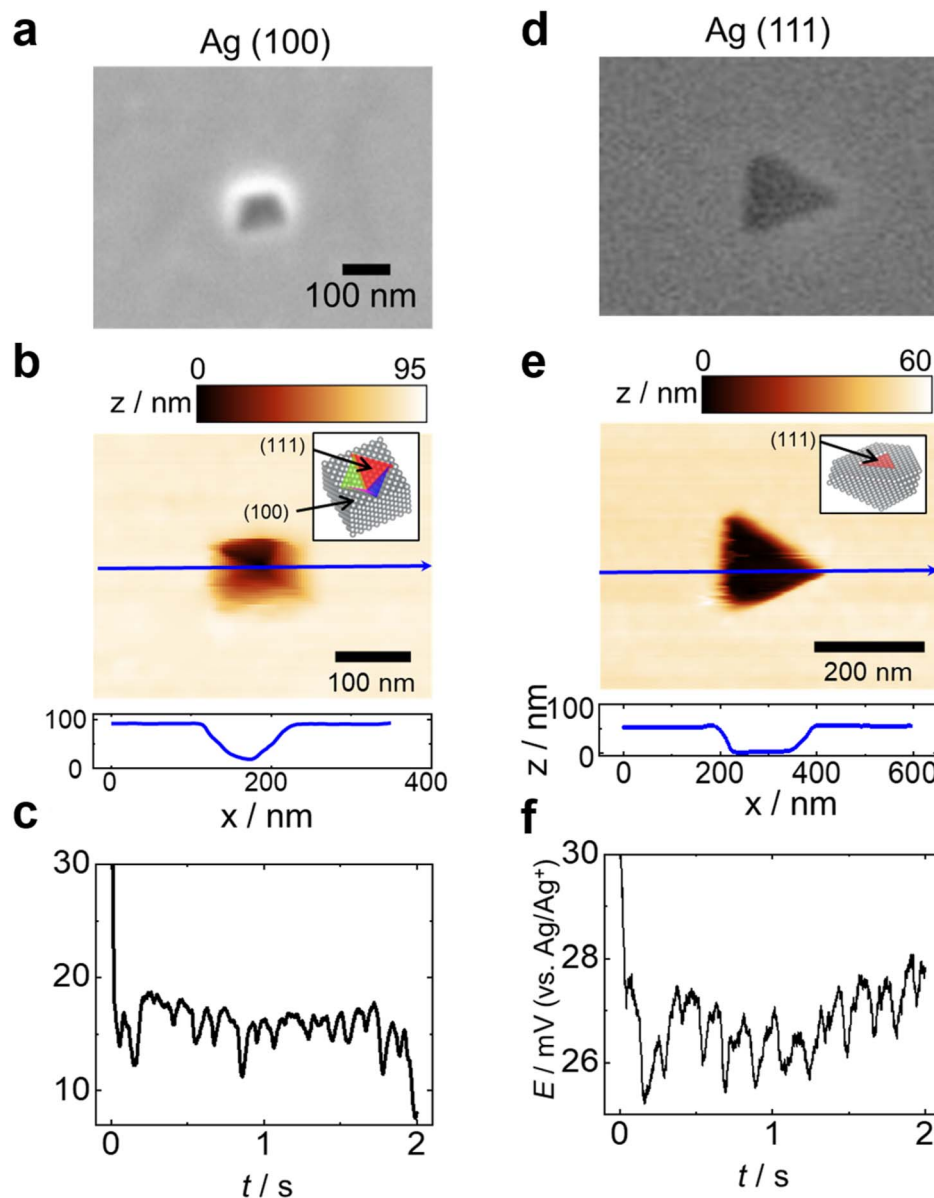 a
Ag (100)
100 nm
b
0 95
z / nm
(111)
(100)
100 nm
100
0
0 200 400
x / nm
c
30
20
10
0 1 2
t / s
d
Ag (111)
e
0 60
z / nm
(111)
200 nm
z / nm
100
0
0 200 400 600
x / nm
f
E / mV (vs. Ag/Ag⁺)
30
28
26
0 1 2
t / s